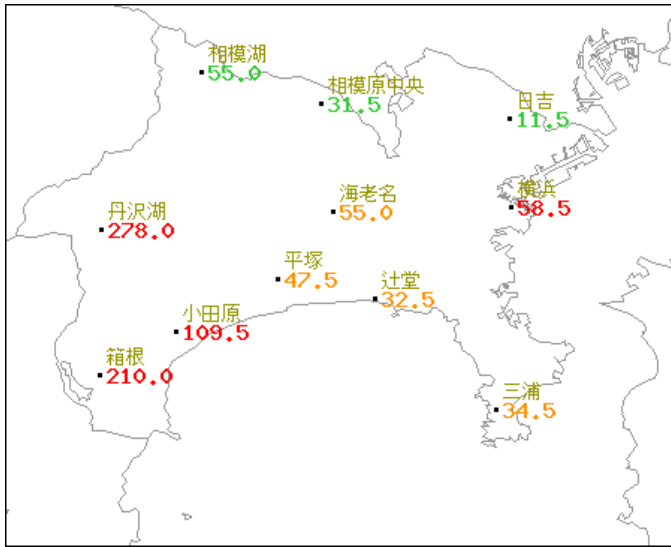 相模湖
55.0
相模原中央
31.5
日吉
11.5
丹沢湖
278.0
海老名
55.0
横浜
58.5
平塚
47.5
辻堂
32.5
小田原
109.5
箱根
210.0
三浦
34.5